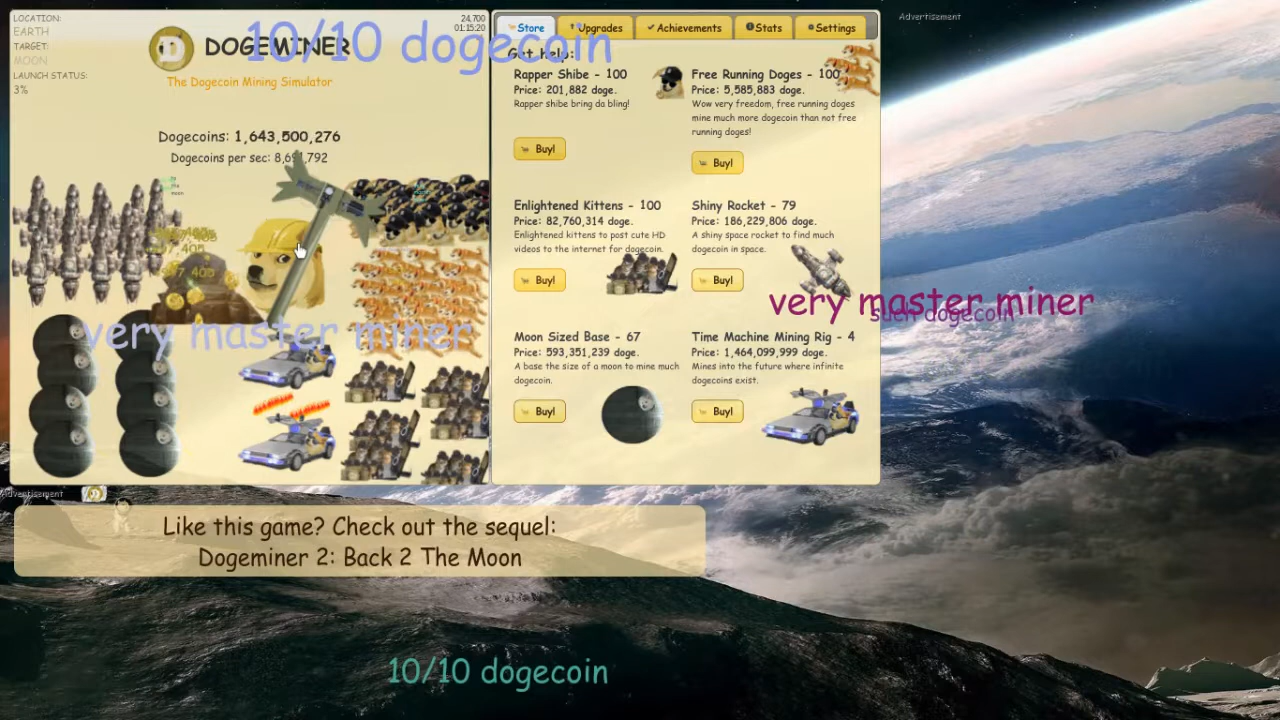 LOCATION:
EARTH
TARGET:
MOON
LAUNCH STATUS:
3%
DOGEMINER
The Dogecoin Mining Simulator
24,700
01:15:20
10/10 dogecoin
Dogecoins: 1,643,500,276
Dogecoins per sec:
very master miner
Store
Upgrades
Achievements
Stats
Settings
Get help:
Rapper Shibe - 100
Price: 201,882 doge.
Rapper shibe bring da bling!
Buy!
Free Running Doges - 100
Price: 5,585,883 doge.
Wow very freedom, free running doges
mine much more dogecoin than not free
running doges!
Buy!
Enlightened Kittens - 100
Price: 82,760,314 doge.
Enlightened kittens to post cute HD
videos to the internet for dogecoin.
Buy!
Shiny Rocket - 79
Price: 186,229,806 doge.
A shiny space rocket to find much
dogecoin in space.
Buy!
very master miner
such dogecoin
Moon Sized Base - 67
Price: 593,351,239 doge.
A base the size of a moon to mine much
dogecoin.
Buy!
Time Machine Mining Rig - 4
Price: 1,464,099,999 doge.
Mines into the future where infinite
dogecoins exist.
Buy!
Advertisement
Advertisement
Like this game? Check out the sequel:
Dogeminer 2: Back 2 The Moon
10/10 dogecoin